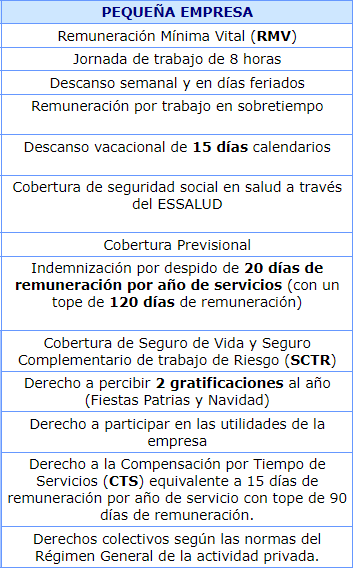 PEQUEÑA EMPRESA
Remuneración Mínima Vital (RMV)
Jornada de trabajo de 8 horas
Descanso semanal y en días feriados
Remuneración por trabajo en sobretiempo
Descanso vacacional de 15 días calendarios
Cobertura de seguridad social en salud a través
del ESSALUD
Cobertura Previsional
Indemnización por despido de 20 días de
remuneración por año de servicios (con un
tope de 120 días de remuneración)
Cobertura de Seguro de Vida y Seguro
Complementario de trabajo de Riesgo (SCTR)
Derecho a percibir 2 gratificaciones al año
(Fiestas Patrias y Navidad)
Derecho a participar en las utilidades de la
empresa
Derecho a la Compensación por Tiempo de
Servicios (CTS) equivalente a 15 días de
remuneración por año de servicio con tope de 90
días de remuneración.
Derechos colectivos según las normas del
Régimen General de la actividad privada.